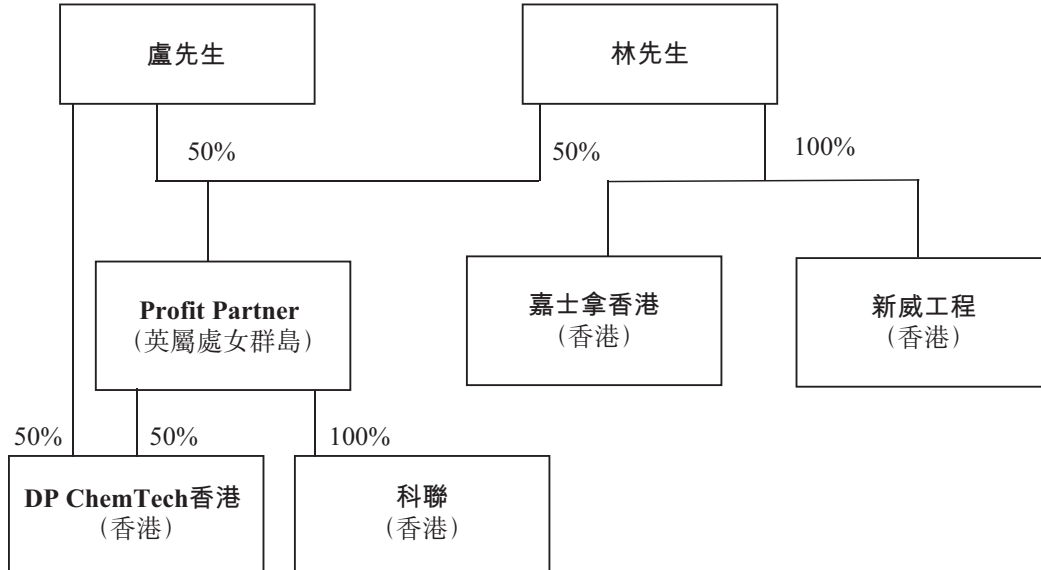 盧先生
林先生
50%
50%
100%
Profit Partner
（英屬處女群島）
嘉士拿香港
（香港）
新威工程
（香港）
50%
50%
100%
DP ChemTech香港
（香港）
科聯
（香港）